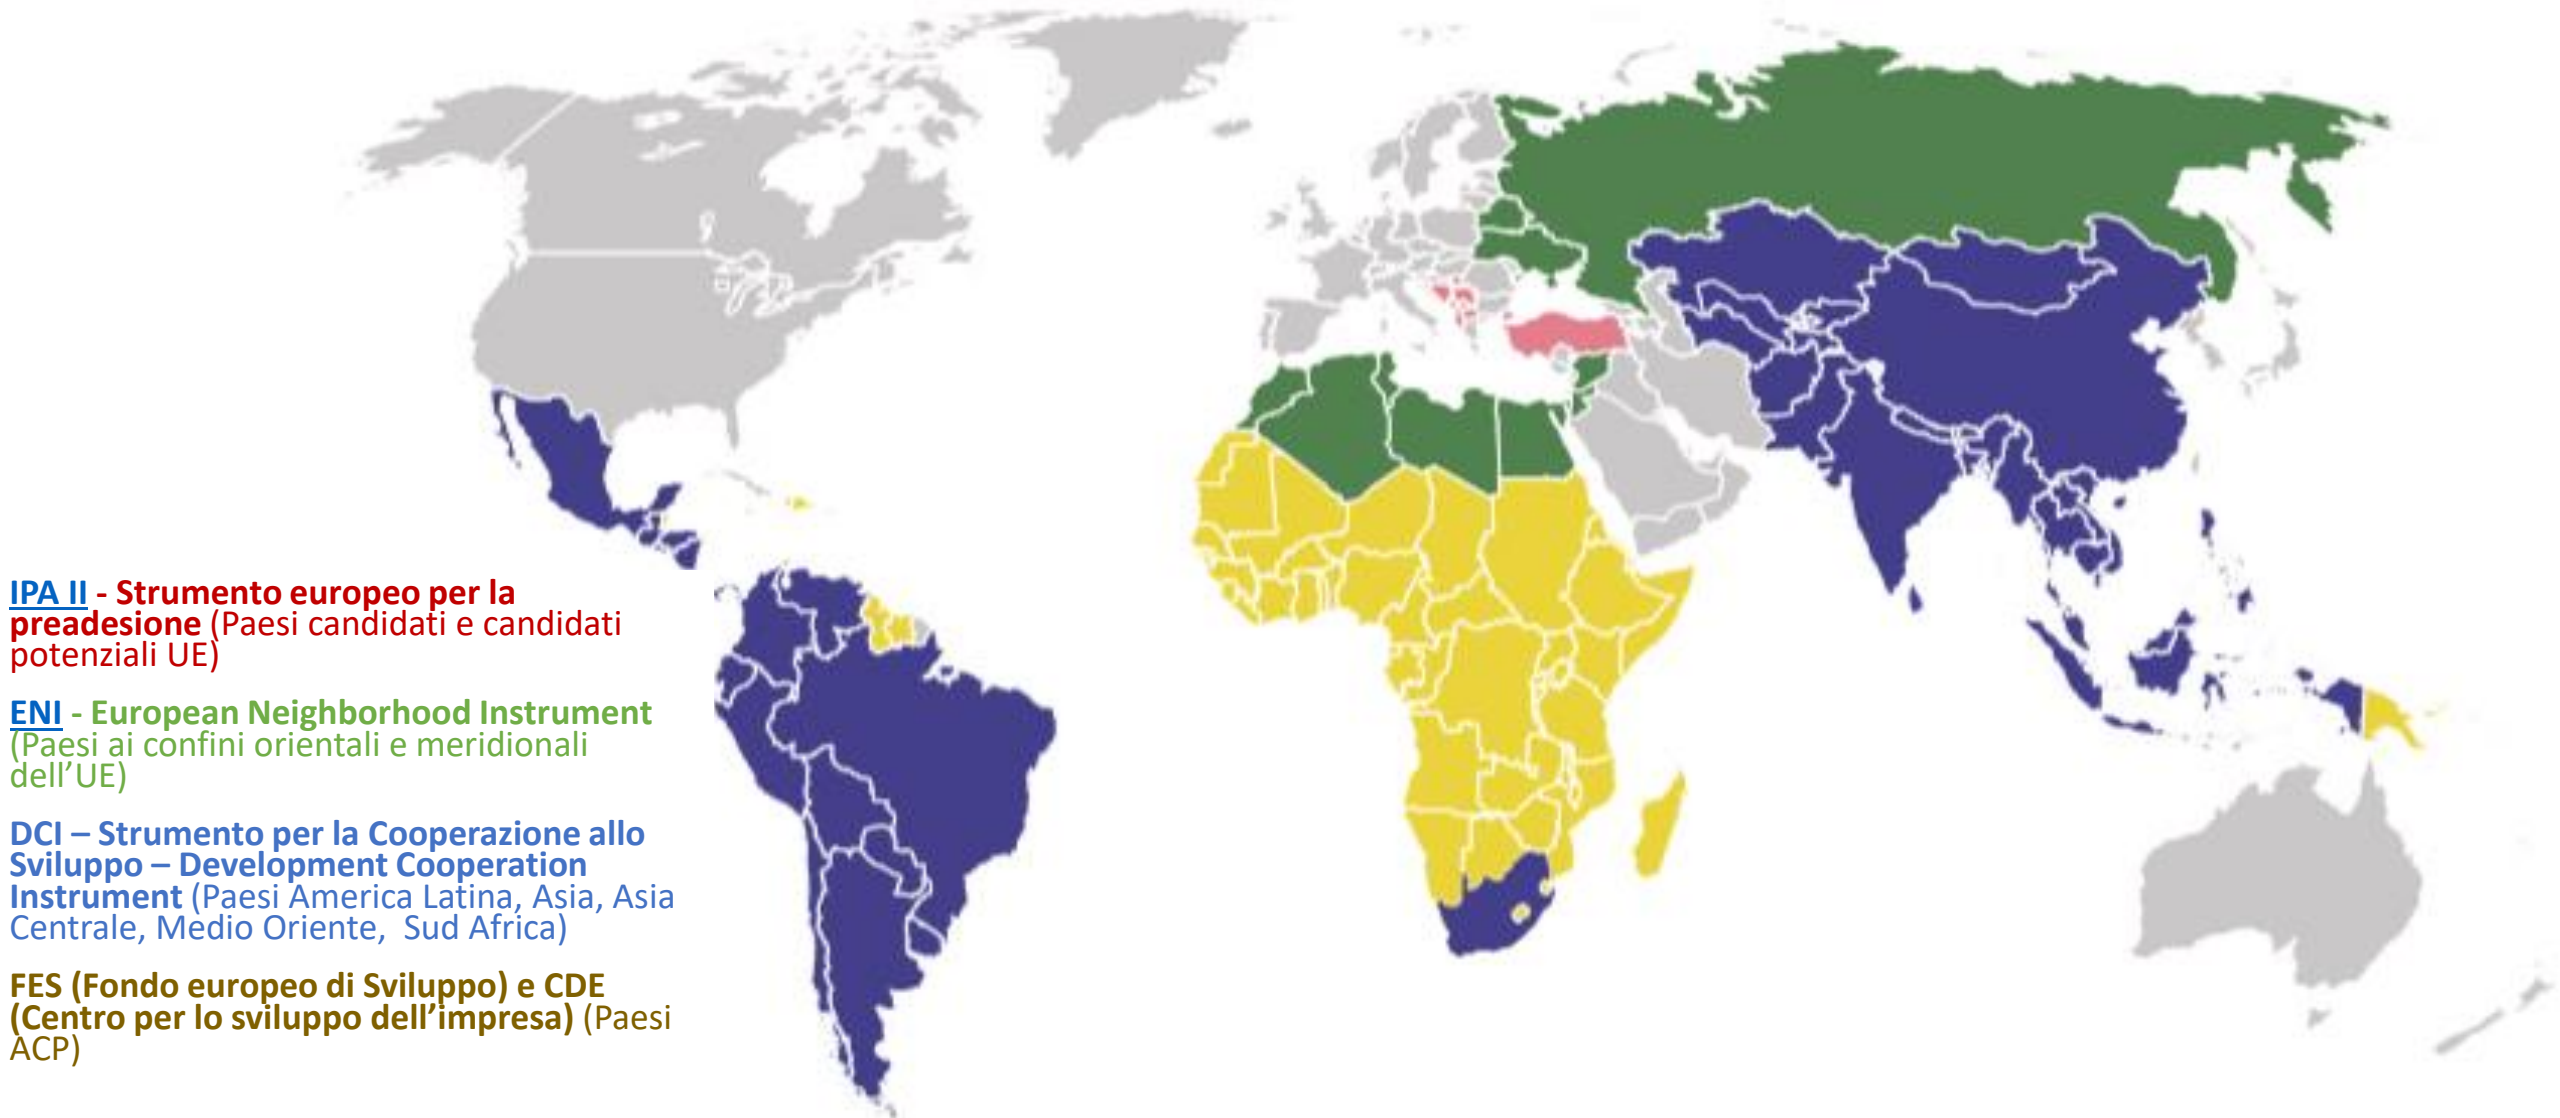 IPA II - Strumento europeo per la
preadesione (Paesi candidati e candidati
potenziali UE)
ENI - European Neighborhood Instrument
(Paesi ai confini orientali e meridionali
dell’UE)
DCI – Strumento per la Cooperazione allo
Sviluppo – Development Cooperation
Instrument (Paesi America Latina, Asia, Asia
Centrale, Medio Oriente,  Sud Africa)
FES (Fondo europeo di Sviluppo) e CDE
(Centro per lo sviluppo dell’impresa) (Paesi
ACP)